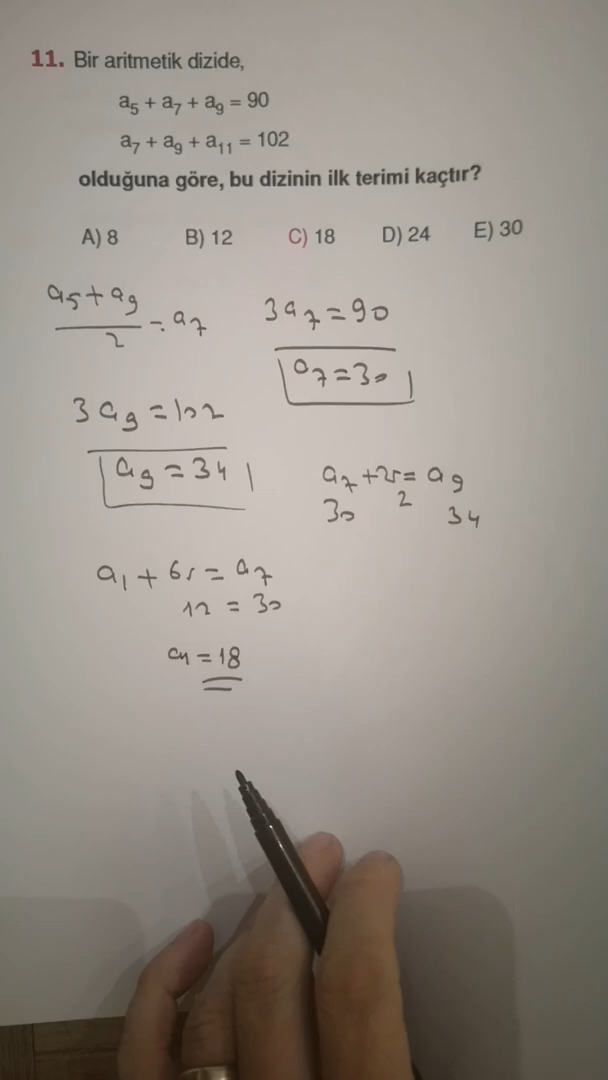 11. Bir aritmetik dizide,
a₅ + a₇ + a₉ = 90
a₇ + a₉ + a₁₁ = 102
olduğuna göre, bu dizinin ilk terimi kaçtır?
A) 8 B) 12 C) 18 D) 24 E) 30
(a₅ + a₉)/2 = a₇
3a₇ = 90
a₇ = 30
3a₉ = 102
a₉ = 34
a₇ + 2r = a₉
30 2 34
a₁ + 6r = a₇
12 = 30
a₁ = 18